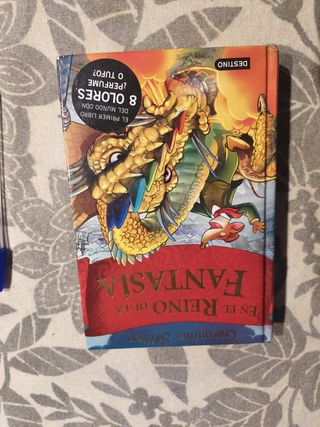 Geronimo Stilton
EN EL REINO DE LA
FANTASÍA
EL PRIMER LIBRO
DEL MUNDO CON
8 OLORES
¿PERFUME
O TUFO?
DESTINO